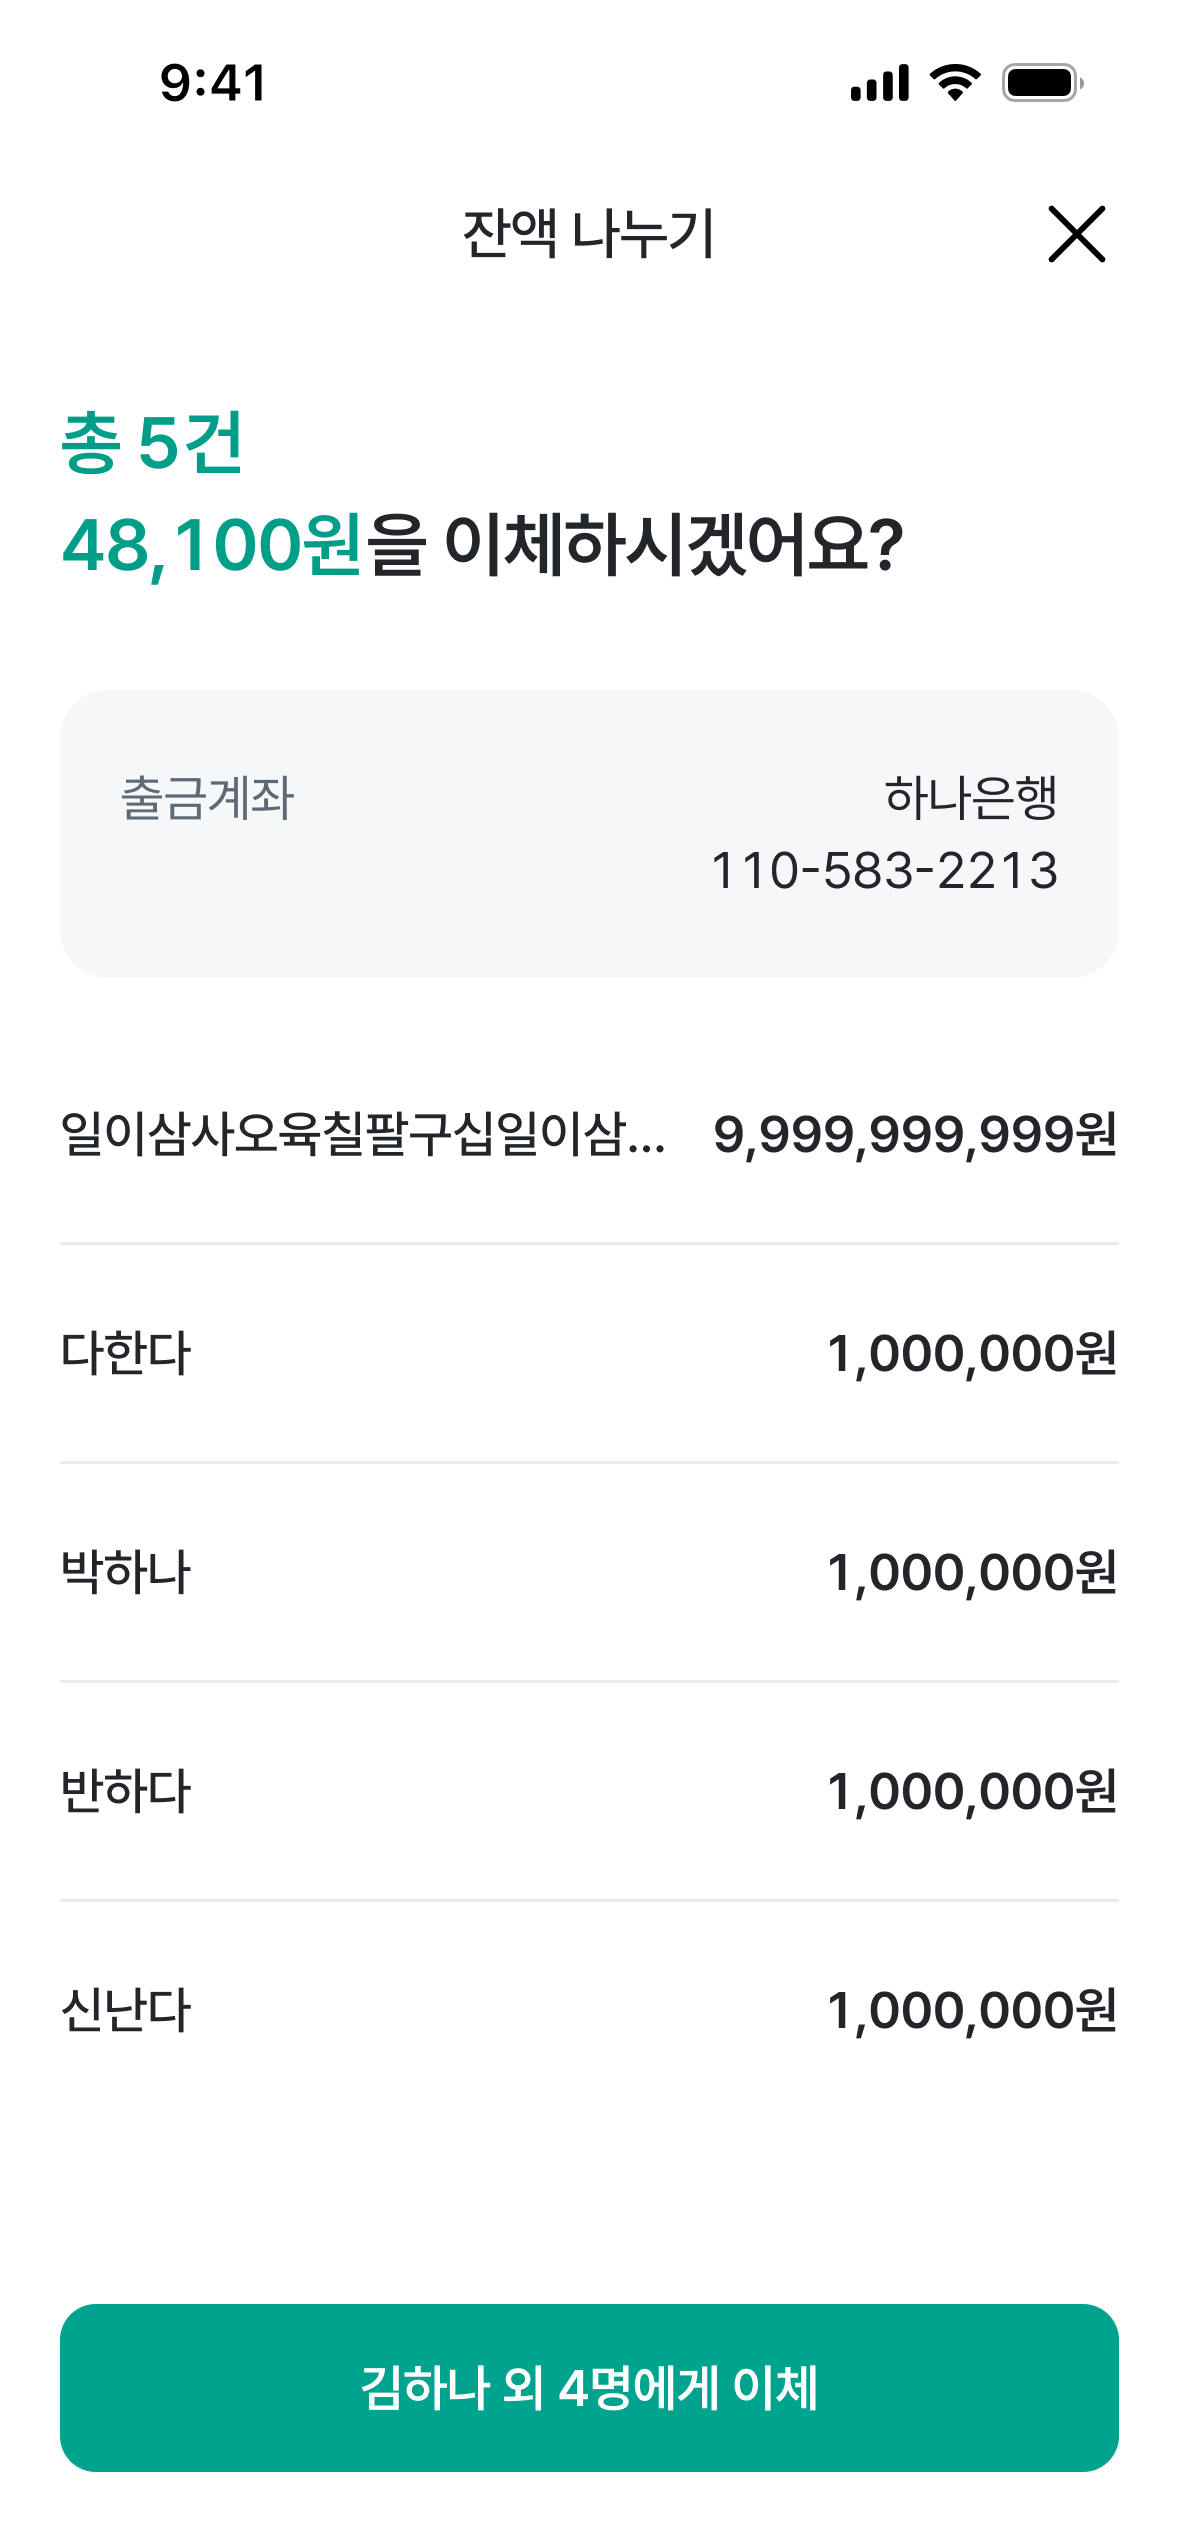 9:41
잔액 나누기
총 5건
48,100원을 이체하시겠어요?
출금계좌 하나은행
110-583-2213
일이삼사오육칠팔구십일이삼... 9,999,999,999원
다한다 1,000,000원
박하나 1,000,000원
반하다 1,000,000원
신난다 1,000,000원
김하나 외 4명에게 이체